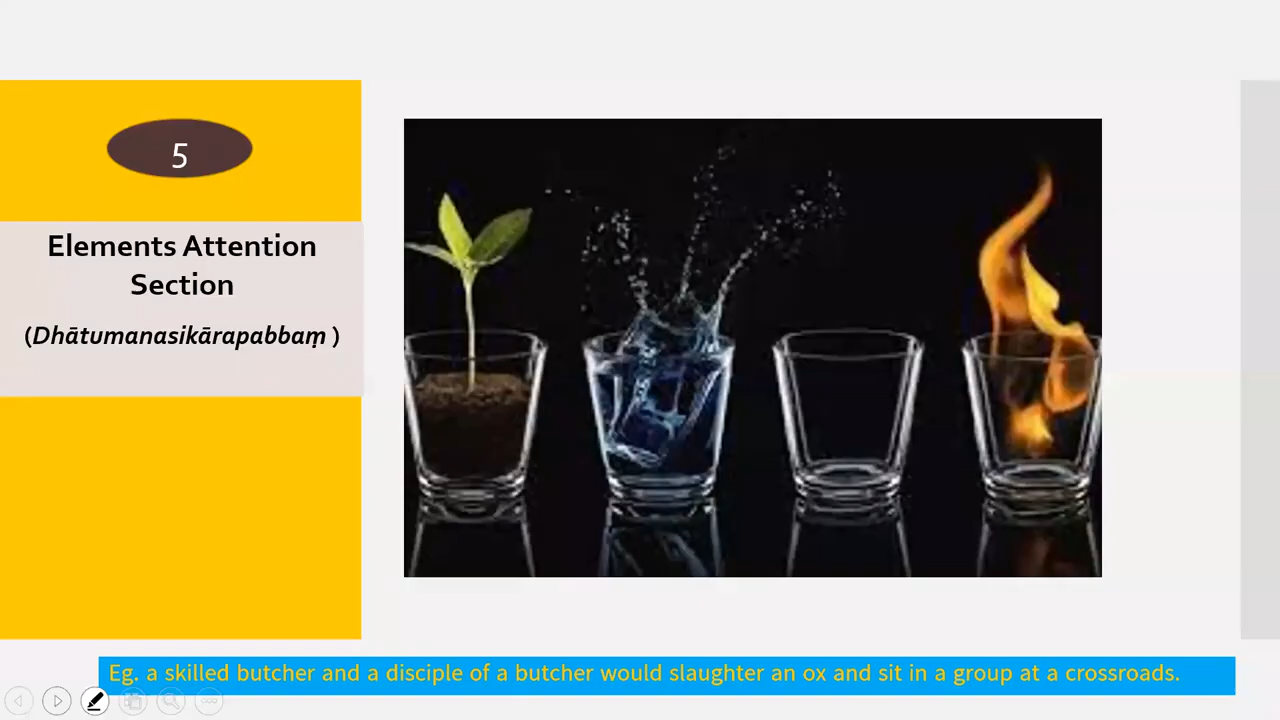 5
Elements Attention
Section
(Dhātumanasikārapabbaṃ )
Eg. a skilled butcher and a disciple of a butcher would slaughter an ox and sit in a group at a crossroads.